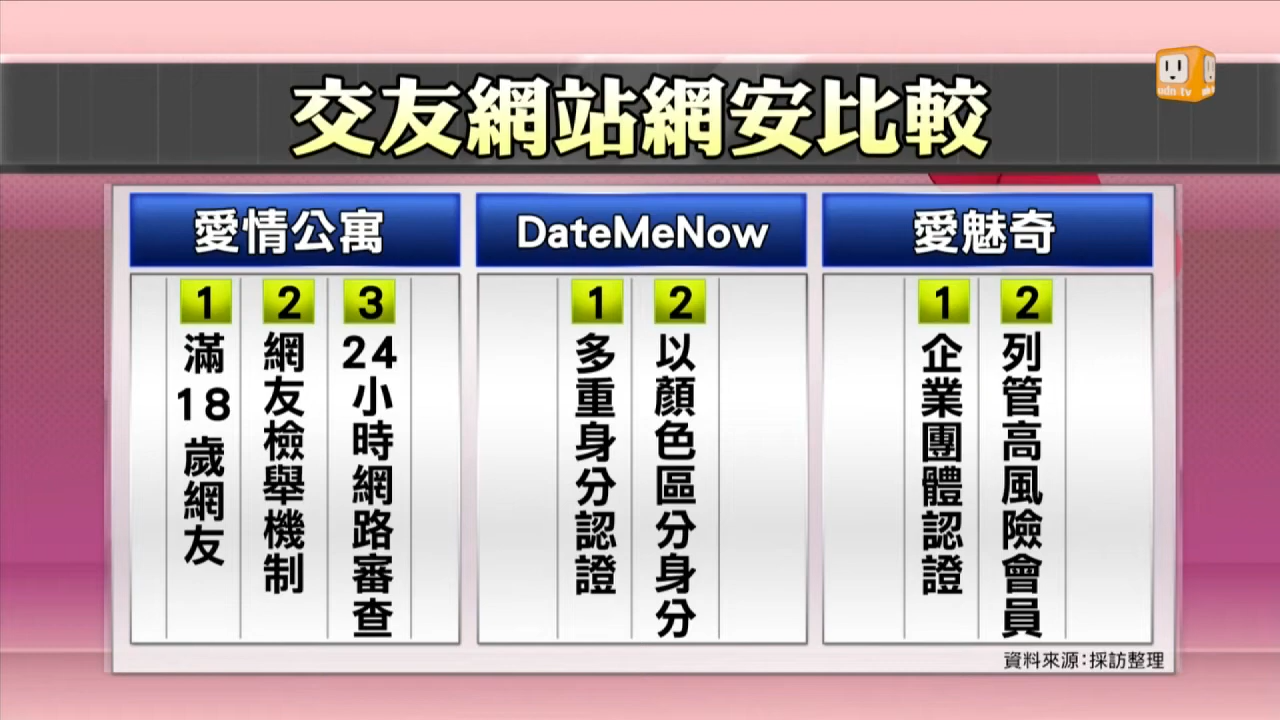 交友網站網安比較
udn tv
愛情公寓
1
滿18歲網友
2
網友檢舉機制
3
24小時網路審查
DateMeNow
1
多重身分認證
2
以顏色區分身分
愛魅奇
1
企業團體認證
2
列管高風險會員
資料來源:採訪整理